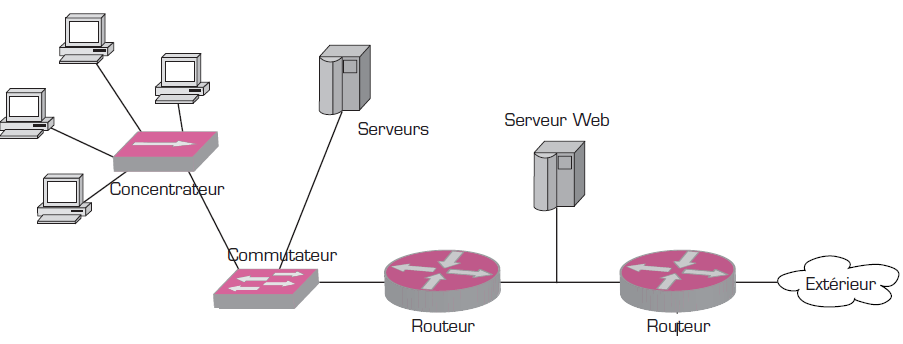 Serveurs
Serveur Web
Concentrateur
Commutateur
Extérieur
Routeur
Routeur